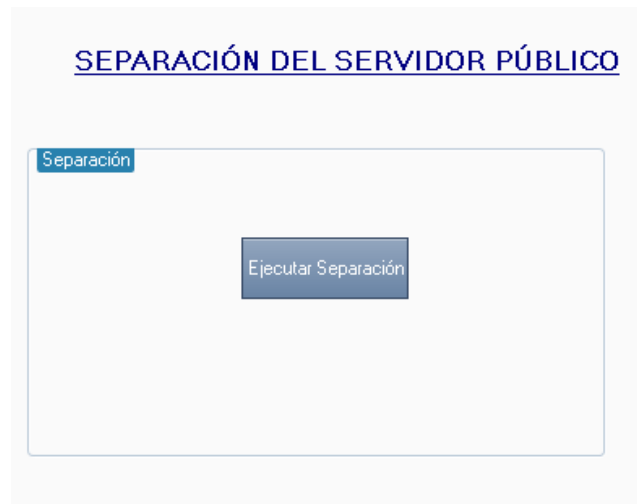 SEPARACIÓN DEL SERVIDOR PÚBLICO
Separación
Ejecutar Separación